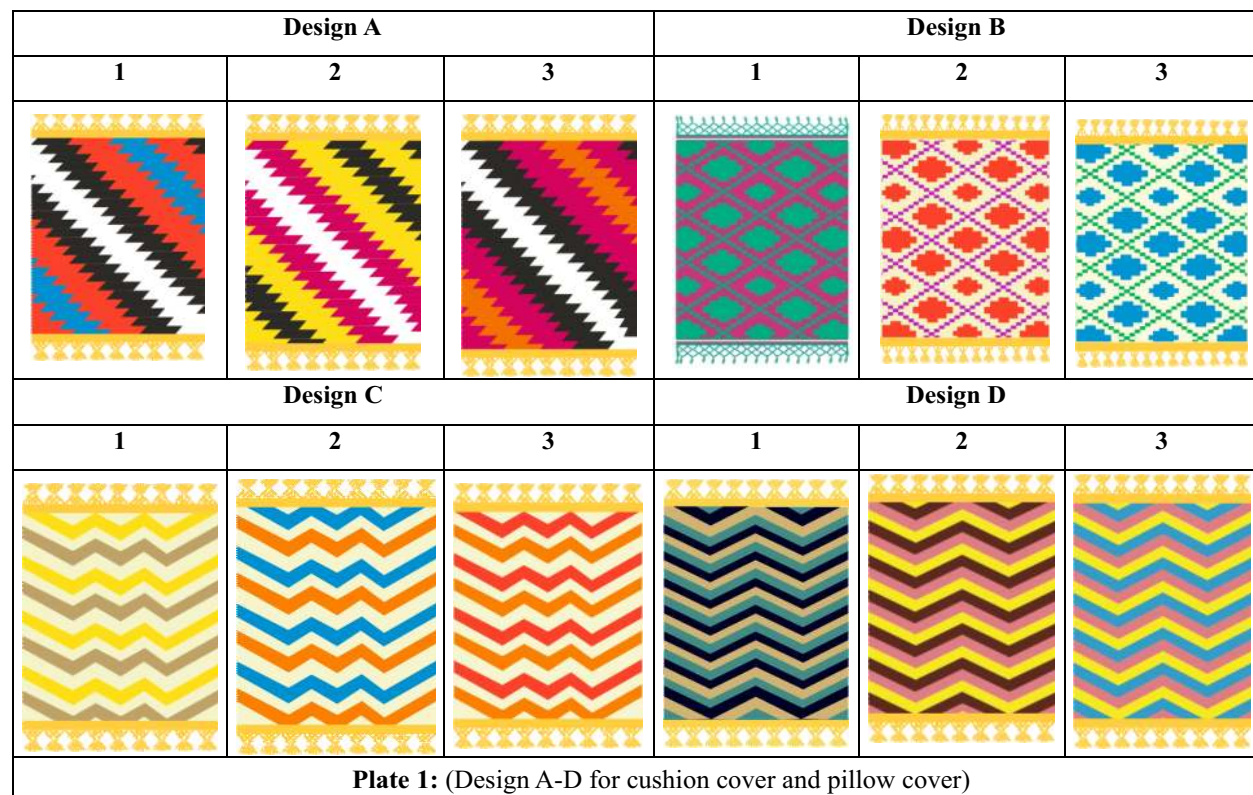 Design A Design B
1 2 3 1 2 3
Design C Design D
1 2 3 1 2 3
Plate 1: (Design A-D for cushion cover and pillow cover)